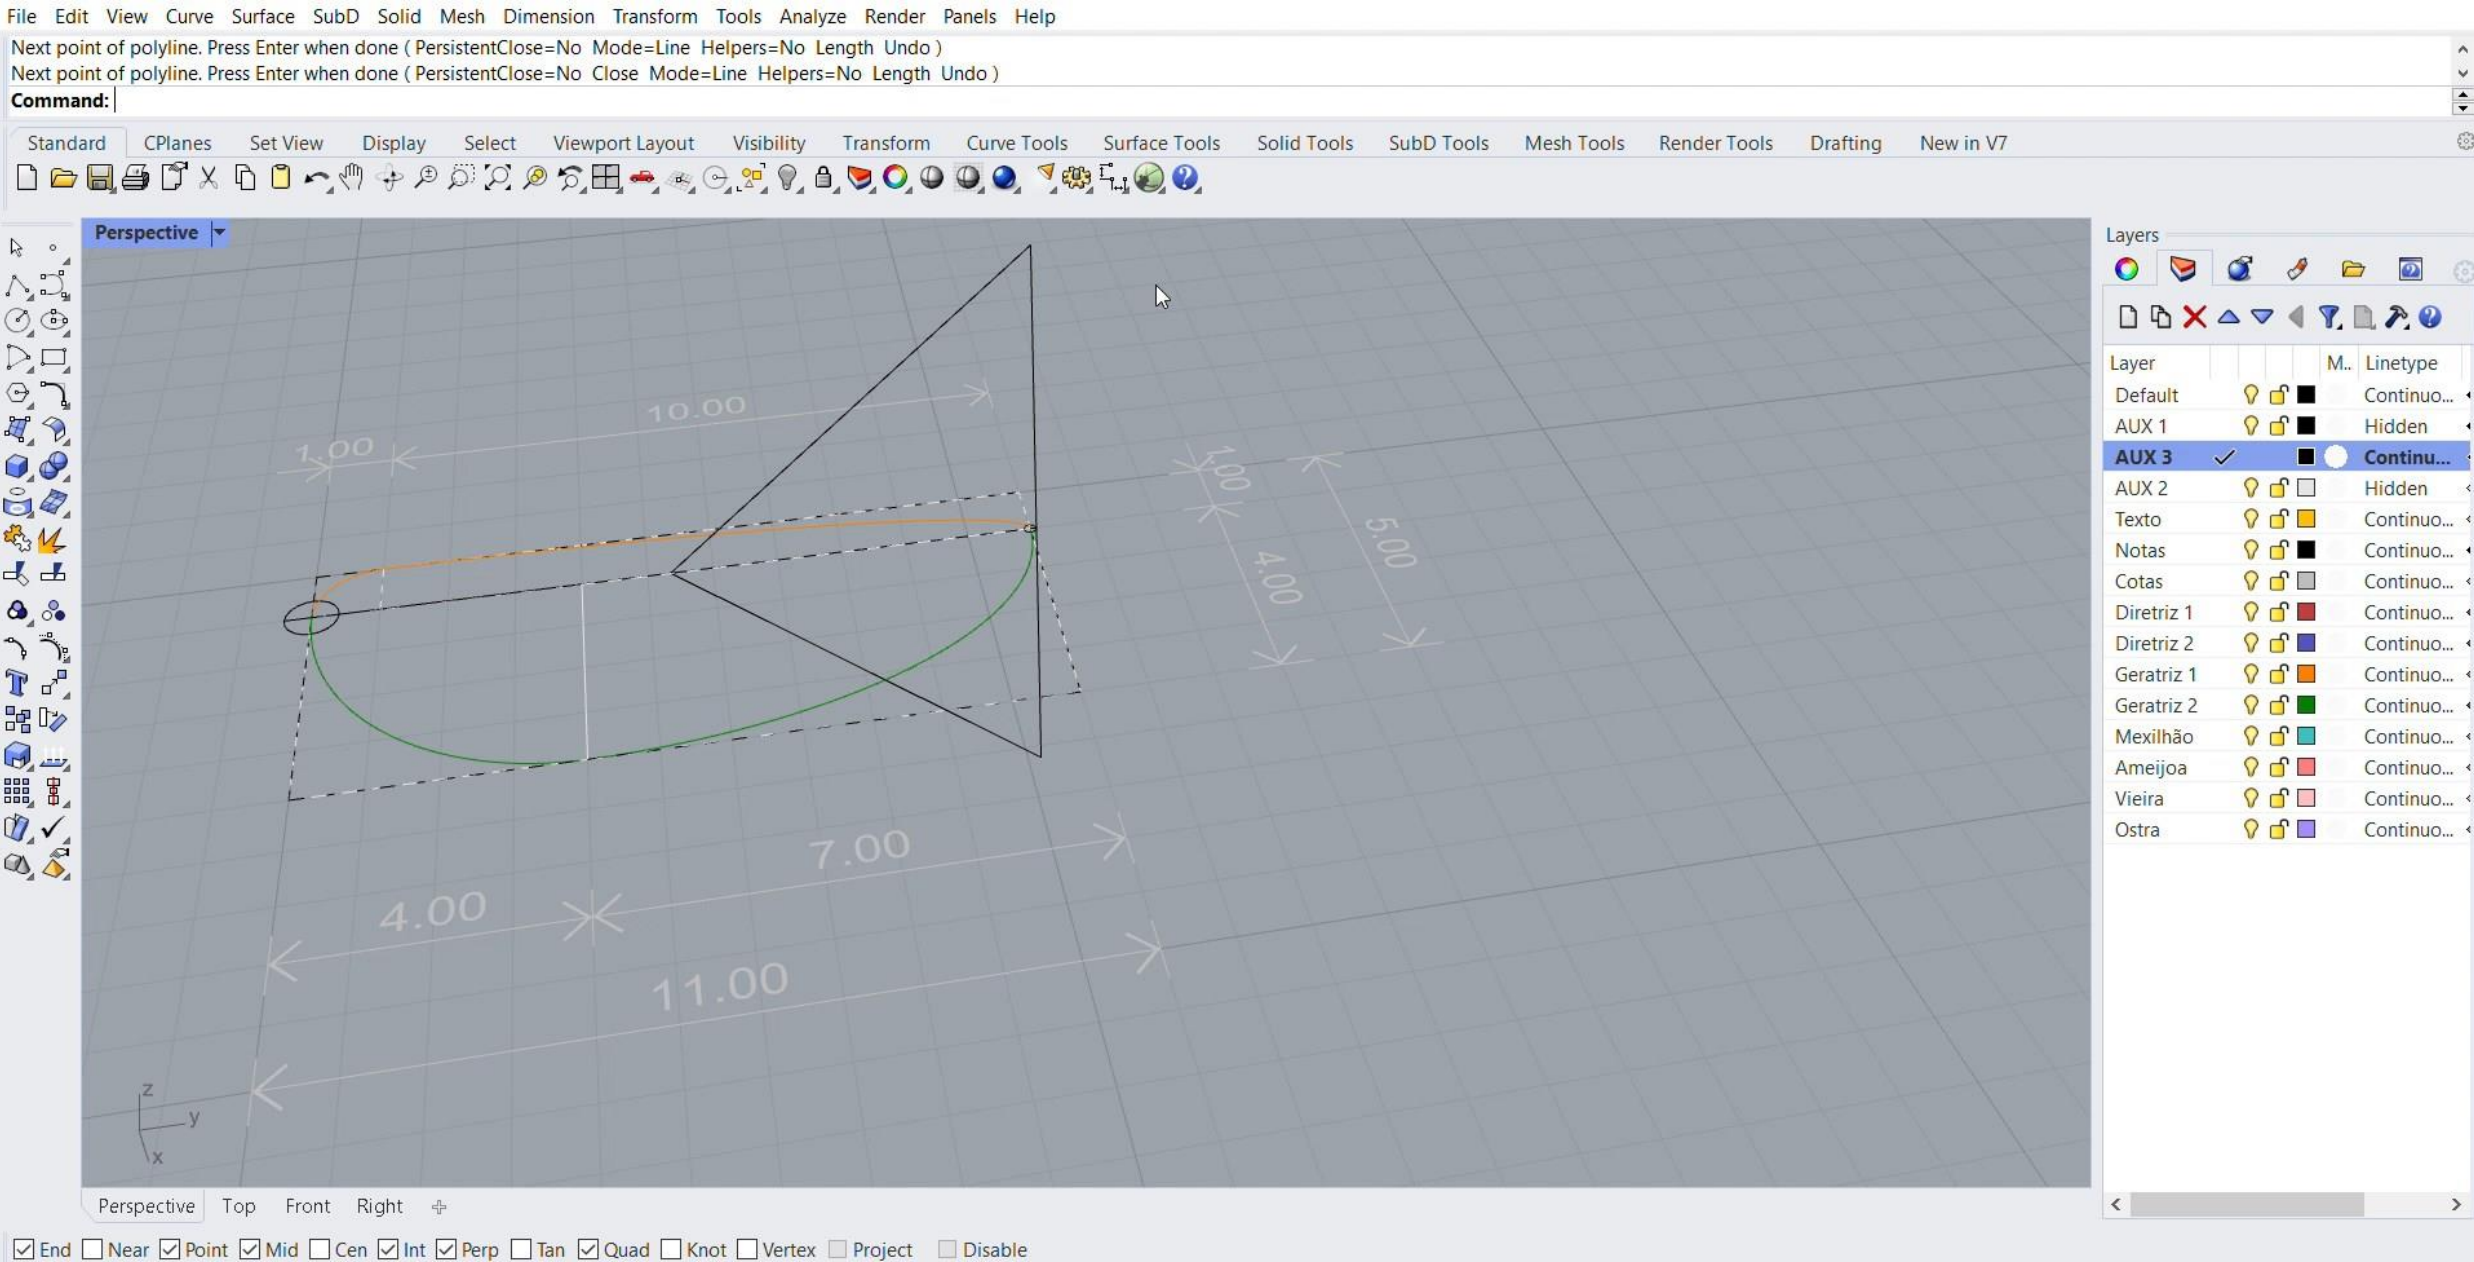 File Edit View Curve Surface SubD Solid Mesh Dimension Transform Tools Analyze Render Panels Help
Next point of polyline. Press Enter when done ( PersistentClose=No Mode=Line Helpers=No Length Undo )
Next point of polyline. Press Enter when done ( PersistentClose=No Close Mode=Line Helpers=No Length Undo )
Command:
Standard CPlanes Set View Display Select Viewport Layout Visibility Transform Curve Tools Surface Tools Solid Tools SubD Tools Mesh Tools Render Tools Drafting New in V7
Perspective
10.00
1.00
1.00
5.00
4.00
7.00
4.00
11.00
z
y
x
Layers
Layer M.. Linetype
Default Continuo...
AUX 1 Hidden
AUX 3 Continu...
AUX 2 Hidden
Texto Continuo...
Notas Continuo...
Cotas Continuo...
Diretriz 1 Continuo...
Diretriz 2 Continuo...
Geratriz 1 Continuo...
Geratriz 2 Continuo...
Mexilhão Continuo...
Ameijoa Continuo...
Vieira Continuo...
Ostra Continuo...
Perspective Top Front Right
End Near Point Mid Cen Int Perp Tan Quad Knot Vertex Project Disable